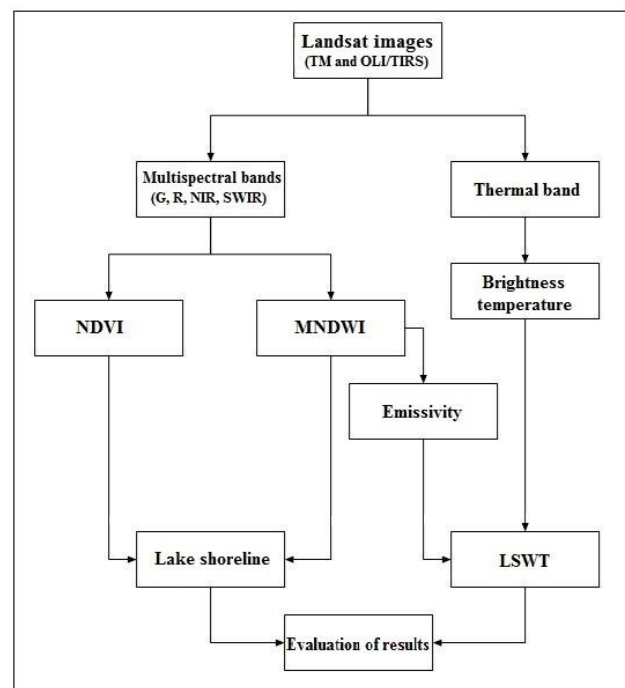 Landsat images
(TM and OLI/TIRS)
Multispectral bands
(G, R, NIR, SWIR)
Thermal band
Brightness
temperature
NDVI
MNDWI
Emissivity
Lake shoreline
LSWT
Evaluation of results